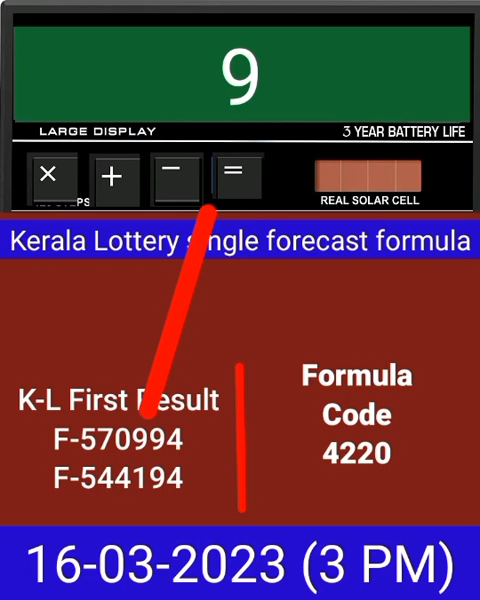 9
LARGE DISPLAY
3 YEAR BATTERY LIFE
× + − =
PS
REAL SOLAR CELL
Kerala Lottery single forecast formula
K-L First Result
F-570994
F-544194
Formula
Code
4220
16-03-2023 (3 PM)